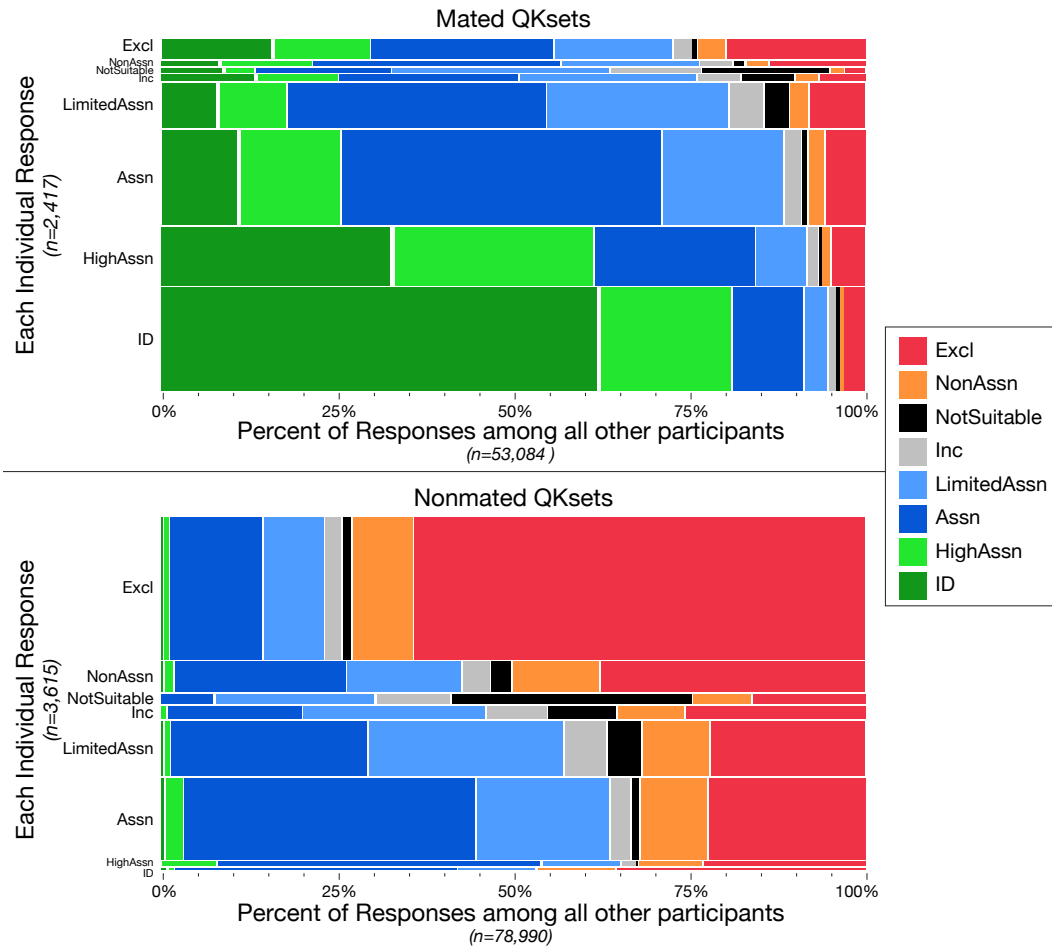 Mated QKsets
Each Individual Response
(n=2,417)
Excl
NonAssn
NotSuitable
Inc
LimitedAssn
Assn
HighAssn
ID
0%
25%
50%
75%
100%
Percent of Responses among all other participants
(n=53,084 )
Excl
NonAssn
NotSuitable
Inc
LimitedAssn
Assn
HighAssn
ID
Nonmated QKsets
Each Individual Response
(n=3,615)
Excl
NonAssn
NotSuitable
Inc
LimitedAssn
Assn
HighAssn
ID
0%
25%
50%
75%
100%
Percent of Responses among all other participants
(n=78,990)